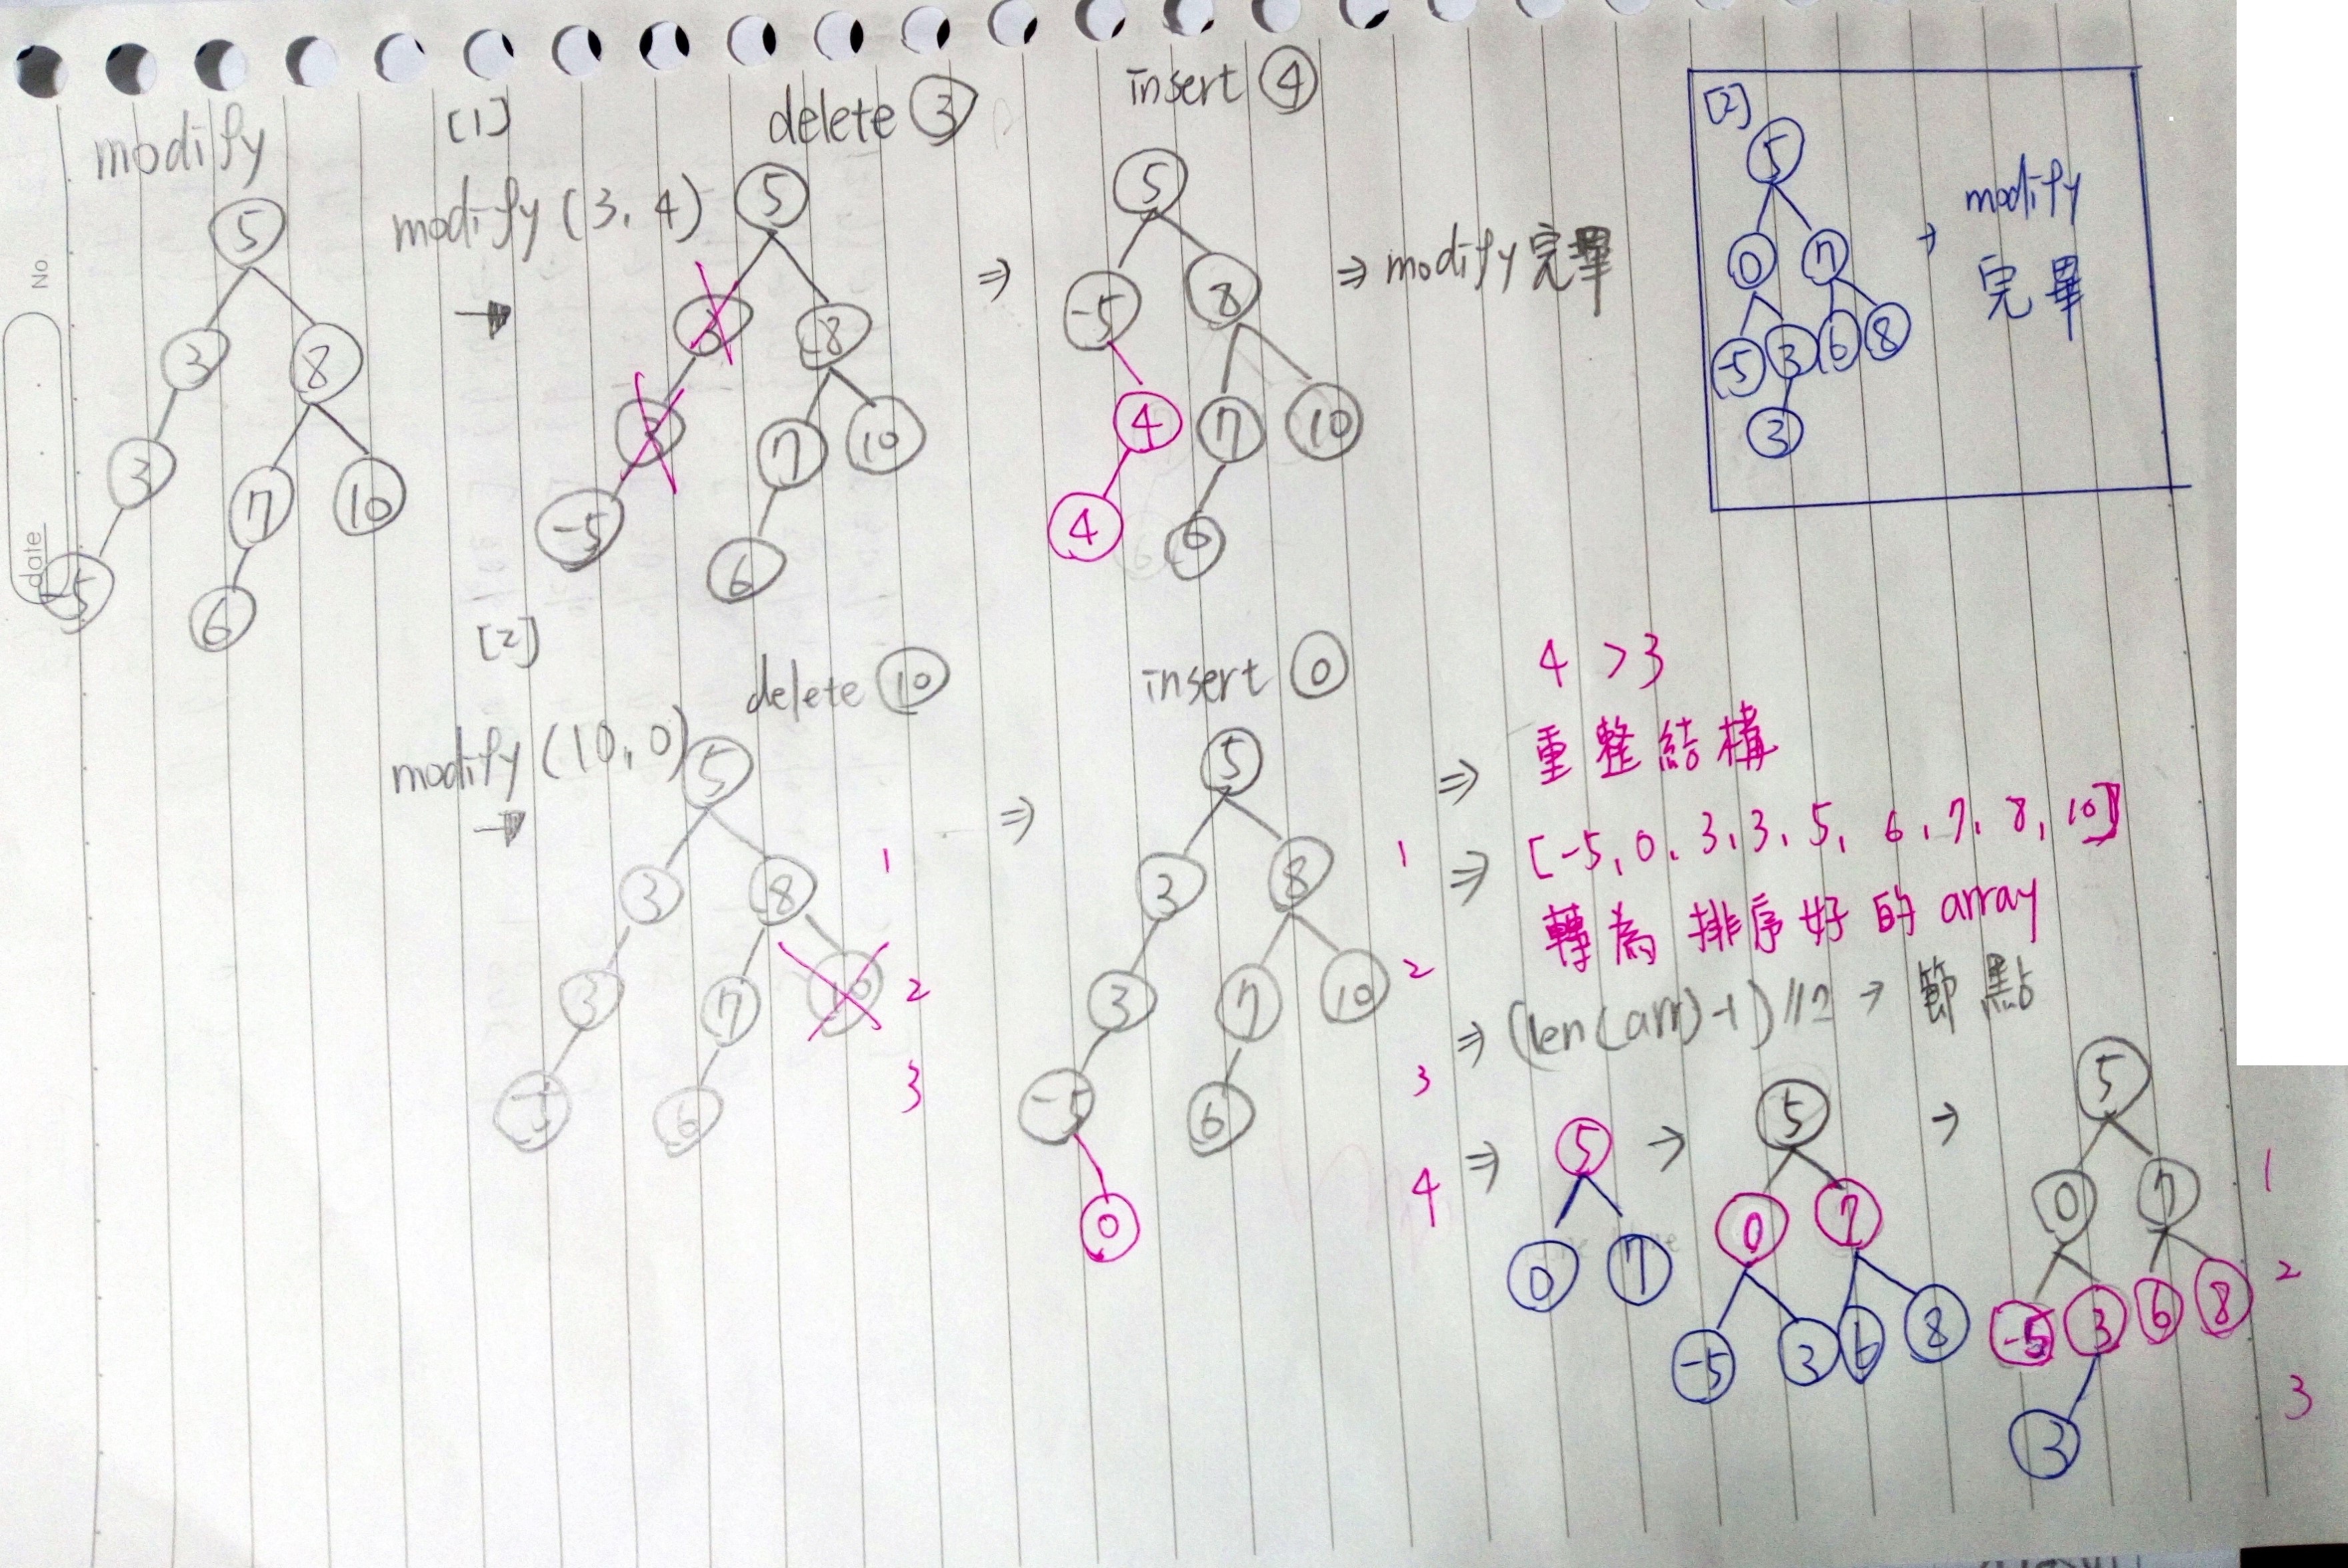 No
date
modify
5
3 8
3 7 10
-5 6
[1]
modify (3, 4)
→
delete ③
5
3 8
3 7 10
-5 6
⇒
insert ④
5
-5 8
4 7 10
4 6
⇒ modify 完畢
[2]
5
0 7
-5 3 6 8
3
→ modify
完畢
[2]
modify (10, 0)
→
delete ⑩
5
3 8 1
3 7 10 2
-5 6 3
⇒
insert ⓪
5
3 8 1
3 7 10 2
-5 6 3
0 4
4 > 3
⇒ 重整結構
⇒ [-5, 0, 3, 3, 5, 6, 7, 8, 10]
轉為排序好的 array
⇒ (len(arr)-1)//2 → 節點
⇒
5
0 7
→
5
0 7
-5 3 6 8
→
5
0 7 1
-5 3 6 8 2
3 3